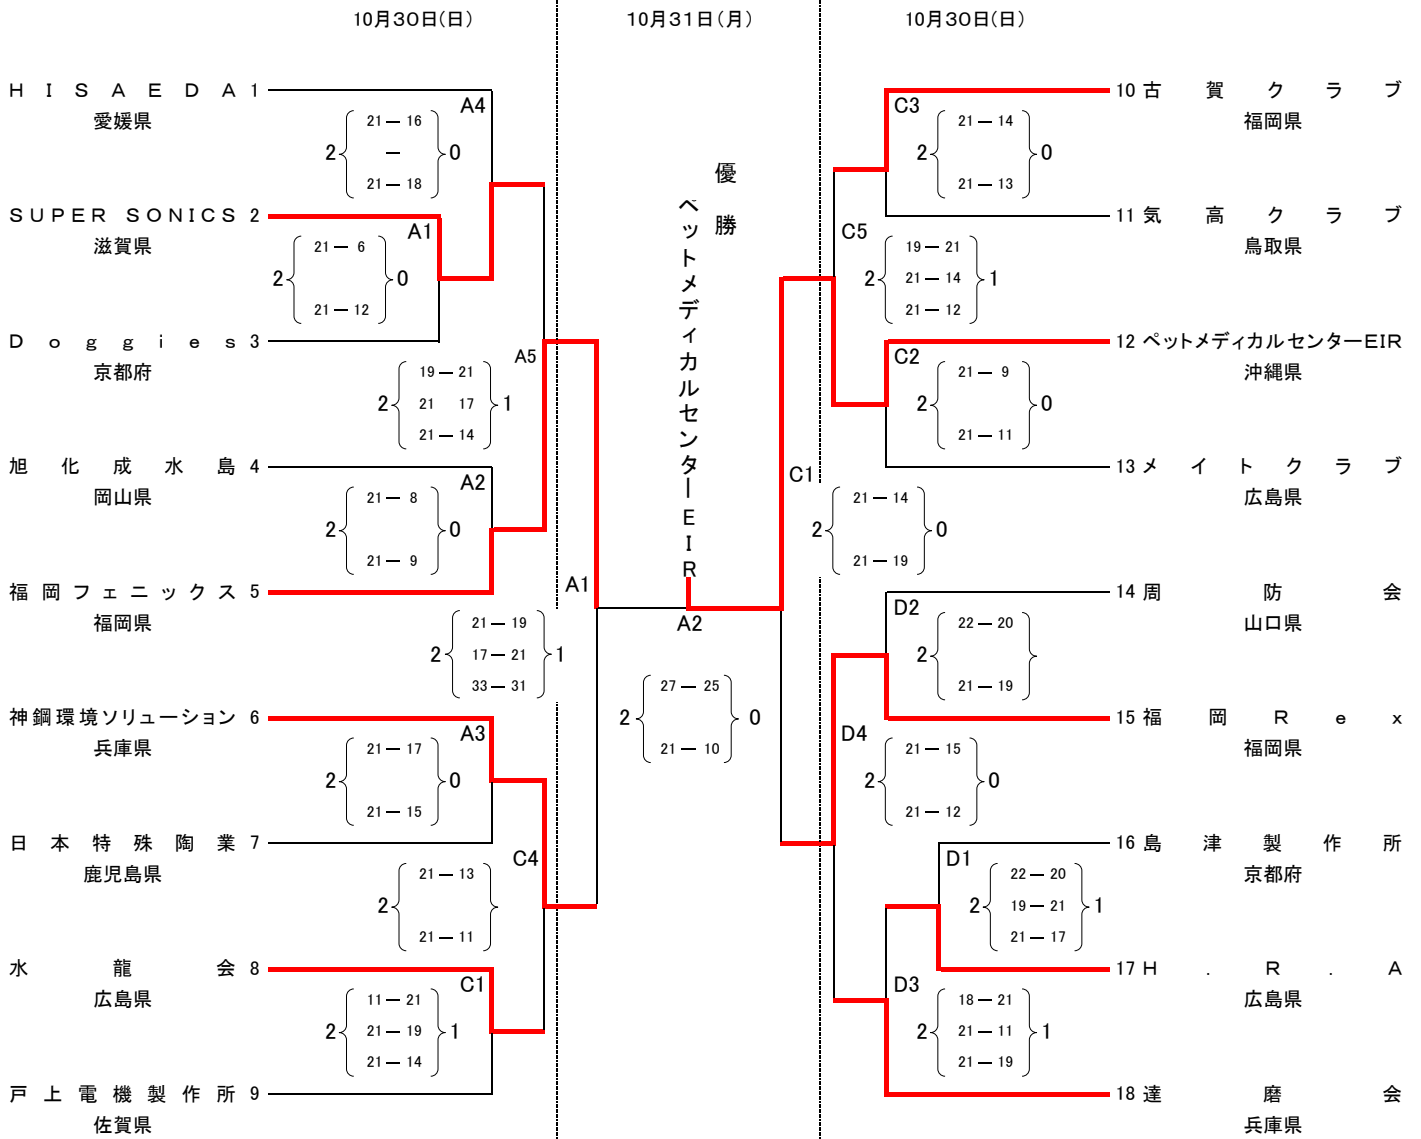 10月30日(日)
10月31日(月)
10月30日(日)
HISAEDA 1
愛媛県
A4
21 — 16
2 — 0
21 — 18
SUPER SONICS 2
滋賀県
A1
21 — 6
2 0
21 — 12
Doggies 3
京都府
A5
19 — 21
2 21 17 1
21 — 14
旭化成水島 4
岡山県
A2
21 — 8
2 0
21 — 9
福岡フェニックス 5
福岡県
A1
21 — 19
2 17 — 21 1
33 — 31
神鋼環境ソリューション 6
兵庫県
A3
21 — 17
2 0
21 — 15
日本特殊陶業 7
鹿児島県
C4
21 — 13
2
21 — 11
水龍会 8
広島県
C1
11 — 21
2 21 — 19 1
21 — 14
戸上電機製作所 9
佐賀県
優勝
ペットメディカルセンターEIR
A2
27 — 25
2 0
21 — 10
10 古賀クラブ
福岡県
C3
21 — 14
2 0
21 — 13
11 気高クラブ
鳥取県
C5
19 — 21
2 21 — 14 1
21 — 12
12 ペットメディカルセンターEIR
沖縄県
C2
21 — 9
2 0
21 — 11
13 メイトクラブ
広島県
C1
21 — 14
2 0
21 — 19
14 周防会
山口県
D2
22 — 20
2
21 — 19
15 福岡Rex
福岡県
D4
21 — 15
2 0
21 — 12
16 島津製作所
京都府
D1
22 — 20
2 19 — 21 1
21 — 17
17 H.R.A
広島県
D3
18 — 21
2 21 — 11 1
21 — 19
18 達磨会
兵庫県